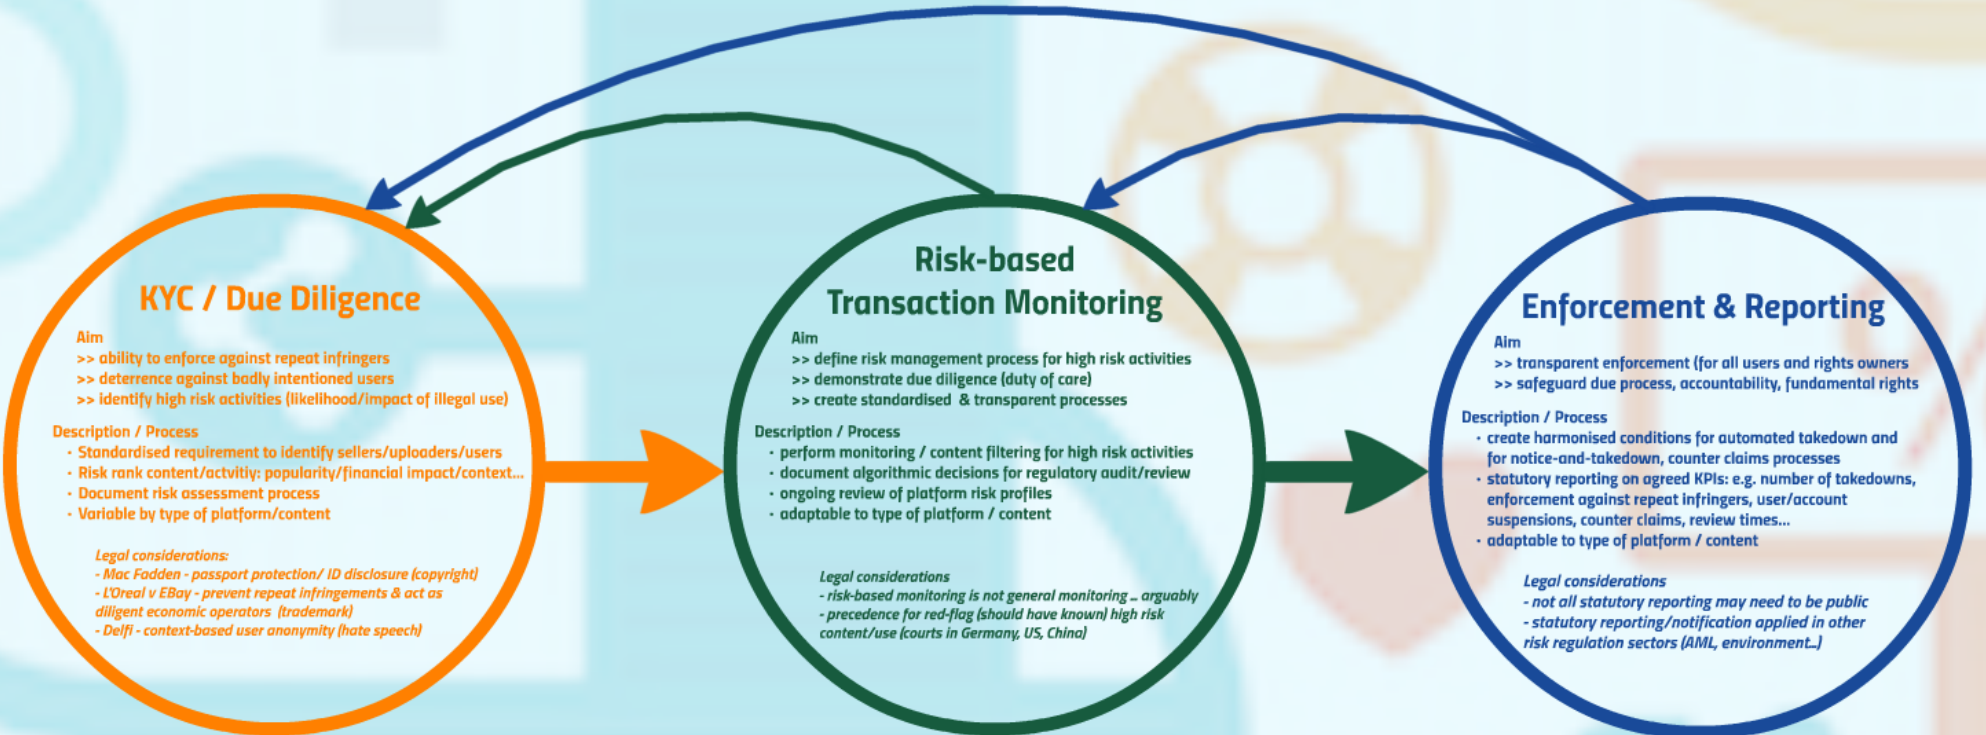 KYC / Due Diligence
Aim
>> ability to enforce against repeat infringers
>> deterrence against badly intentioned users
>> identify high risk activities (likelihood/impact of illegal use)
Description / Process
· Standardised requirement to identify sellers/uploaders/users
· Risk rank content/actvitiy: popularity/financial impact/context...
· Document risk assessment process
· Variable by type of platform/content
Legal considerations:
- Mac Fadden - passport protection/ ID disclosure (copyright)
- L'Oreal v EBay - prevent repeat infringements & act as
diligent economic operators (trademark)
- Delfi - context-based user anonymity (hate speech)
Risk-based
Transaction Monitoring
Aim
>> define risk management process for high risk activities
>> demonstrate due diligence (duty of care)
>> create standardised & transparent processes
Description / Process
· perform monitoring / content filtering for high risk activities
· document algorithmic decisions for regulatory audit/review
· ongoing review of platform risk profiles
· adaptable to type of platform / content
Legal considerations
- risk-based monitoring is not general monitoring ... arguably
- precedence for red-flag (should have known) high risk
content/use (courts in Germany, US, China)
Enforcement & Reporting
Aim
>> transparent enforcement (for all users and rights owners
>> safeguard due process, accountability, fundamental rights
Description / Process
· create harmonised conditions for automated takedown and
for notice-and-takedown, counter claims processes
· statutory reporting on agreed KPIs: e.g. number of takedowns,
enforcement against repeat infringers, user/account
suspensions, counter claims, review times...
· adaptable to type of platform / content
Legal considerations
- not all statutory reporting may need to be public
- statutory reporting/notification applied in other
risk regulation sectors (AML, environment...)